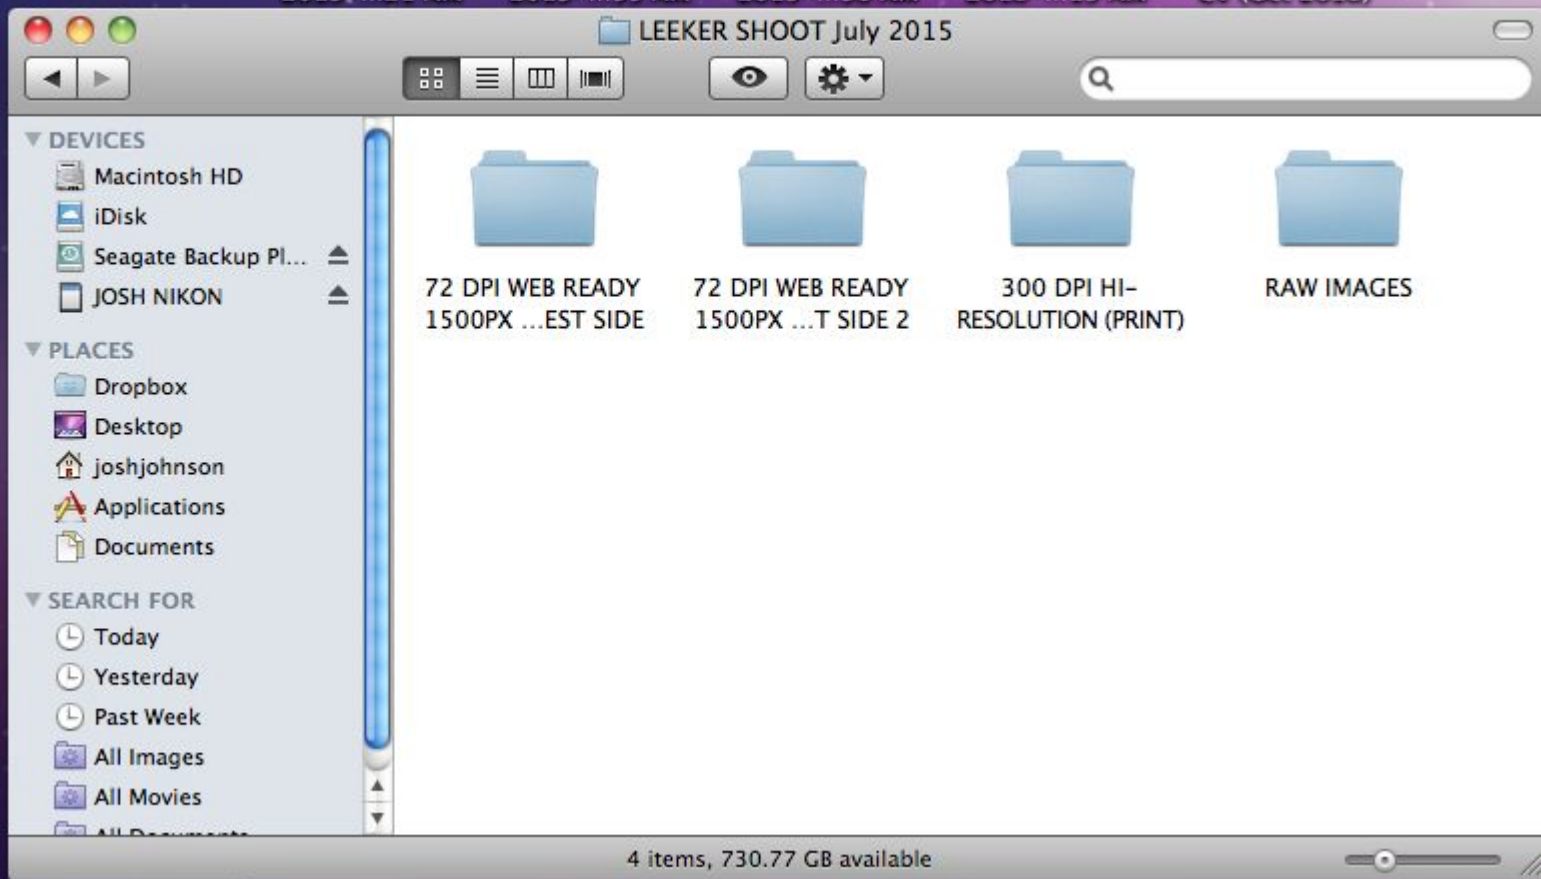 LEEKER SHOOT July 2015
DEVICES
Macintosh HD
iDisk
Seagate Backup Pl...
JOSH NIKON
PLACES
Dropbox
Desktop
joshjohnson
Applications
Documents
SEARCH FOR
Today
Yesterday
Past Week
All Images
All Movies
All Documents
72 DPI WEB READY
1500PX ...EST SIDE
72 DPI WEB READY
1500PX ...T SIDE 2
300 DPI HI-
RESOLUTION (PRINT)
RAW IMAGES
4 items, 730.77 GB available